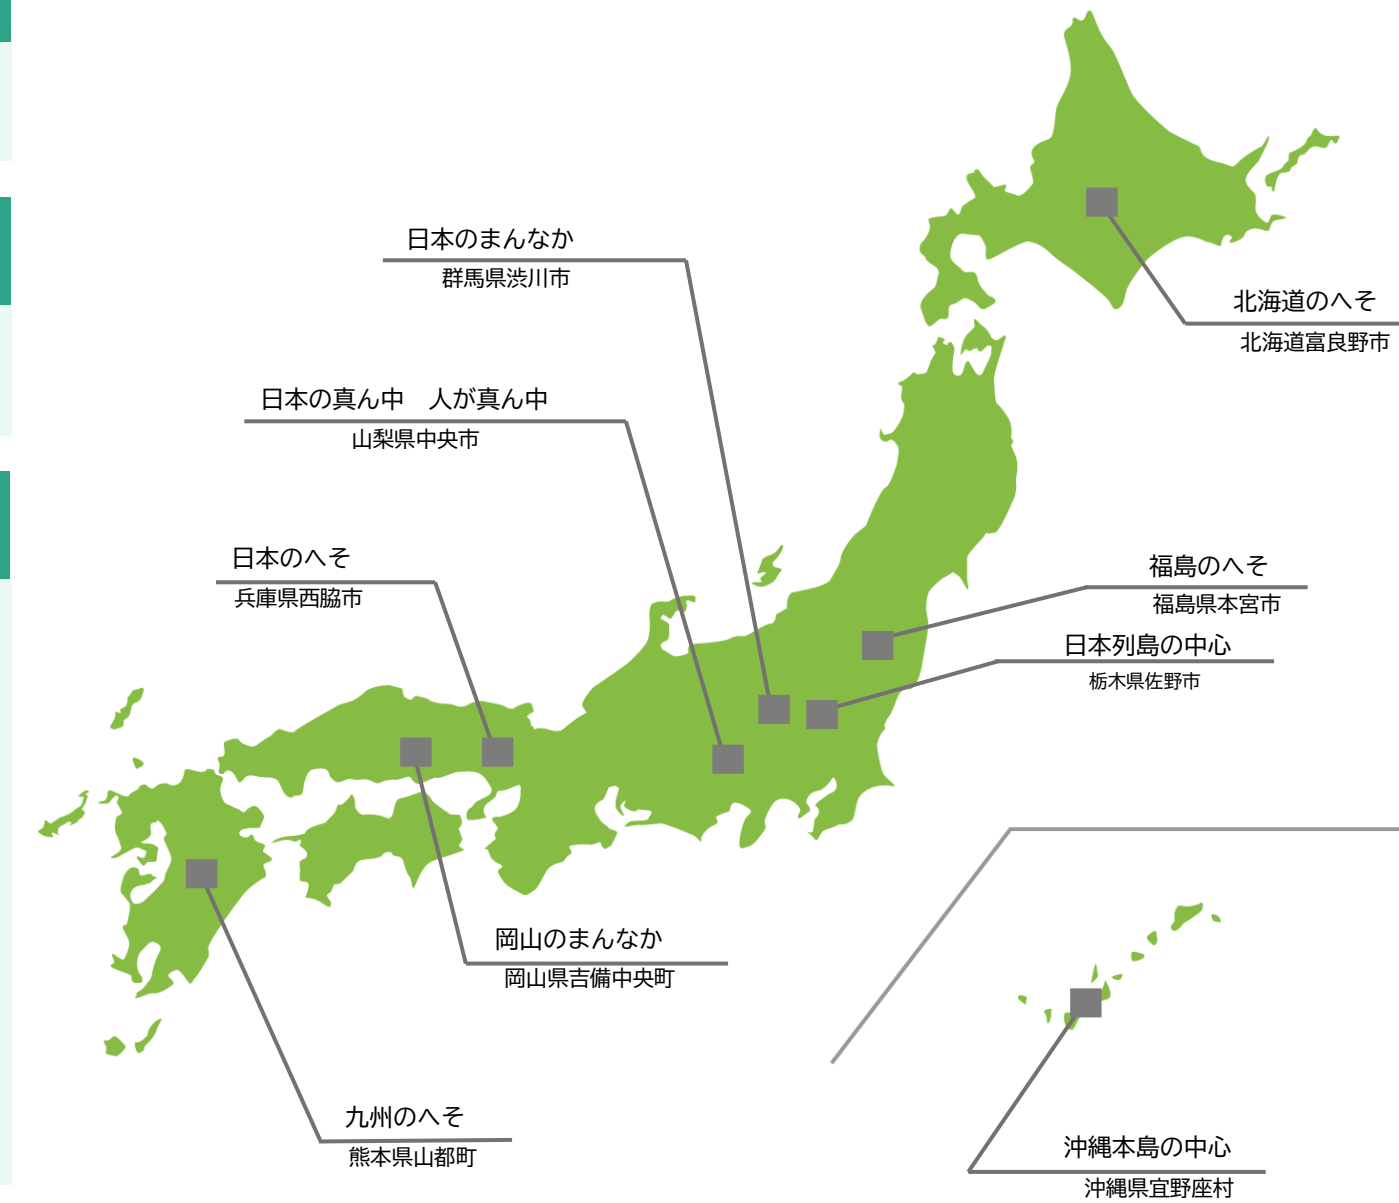 日本のまんなか
群馬県渋川市
北海道のへそ
北海道富良野市
日本の真ん中　人が真ん中
山梨県中央市
日本のへそ
兵庫県西脇市
福島のへそ
福島県本宮市
日本列島の中心
栃木県佐野市
岡山のまんなか
岡山県吉備中央町
九州のへそ
熊本県山都町
沖縄本島の中心
沖縄県宜野座村